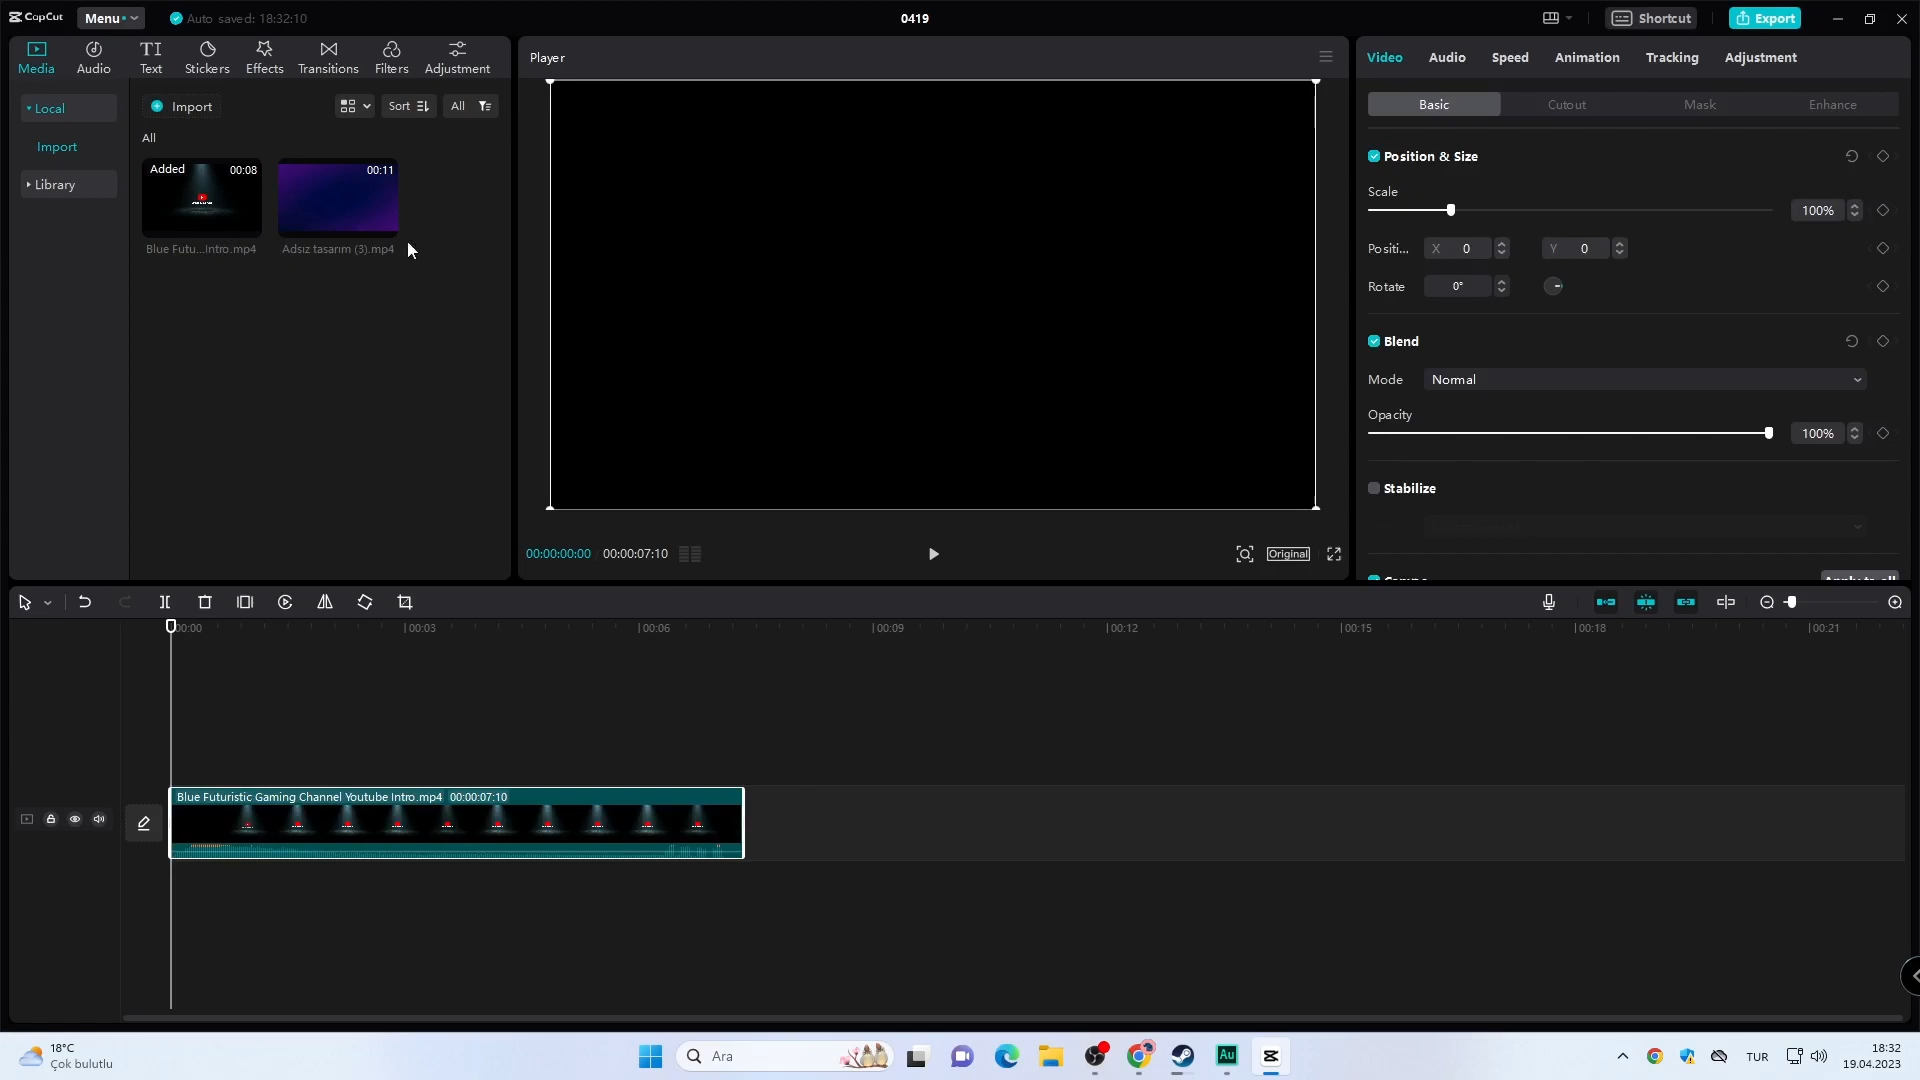 CapCut
Menu
Auto saved: 18:32:10
0419
Shortcut
Export
Media
Audio
Text
Stickers
Effects
Transitions
Filters
Adjustment
Local
Import
Library
Import
Sort
All
All
Added
00:08
00:11
Blue Futu...Intro.mp4
Adsız tasarım (3).mp4
Player
00:00:00:00
00:00:07:10
Original
Video
Audio
Speed
Animation
Tracking
Adjustment
Basic
Cutout
Mask
Enhance
Position & Size
Scale
100%
Positi...
X 0
Y 0
Rotate
0°
Blend
Mode
Normal
Opacity
100%
Stabilize
00:00
00:03
00:06
00:09
00:12
00:15
00:18
00:21
Blue Futuristic Gaming Channel Youtube Intro.mp4 00:00:07:10
18°C
Çok bulutlu
Ara
Au
TUR
18:32
19.04.2023